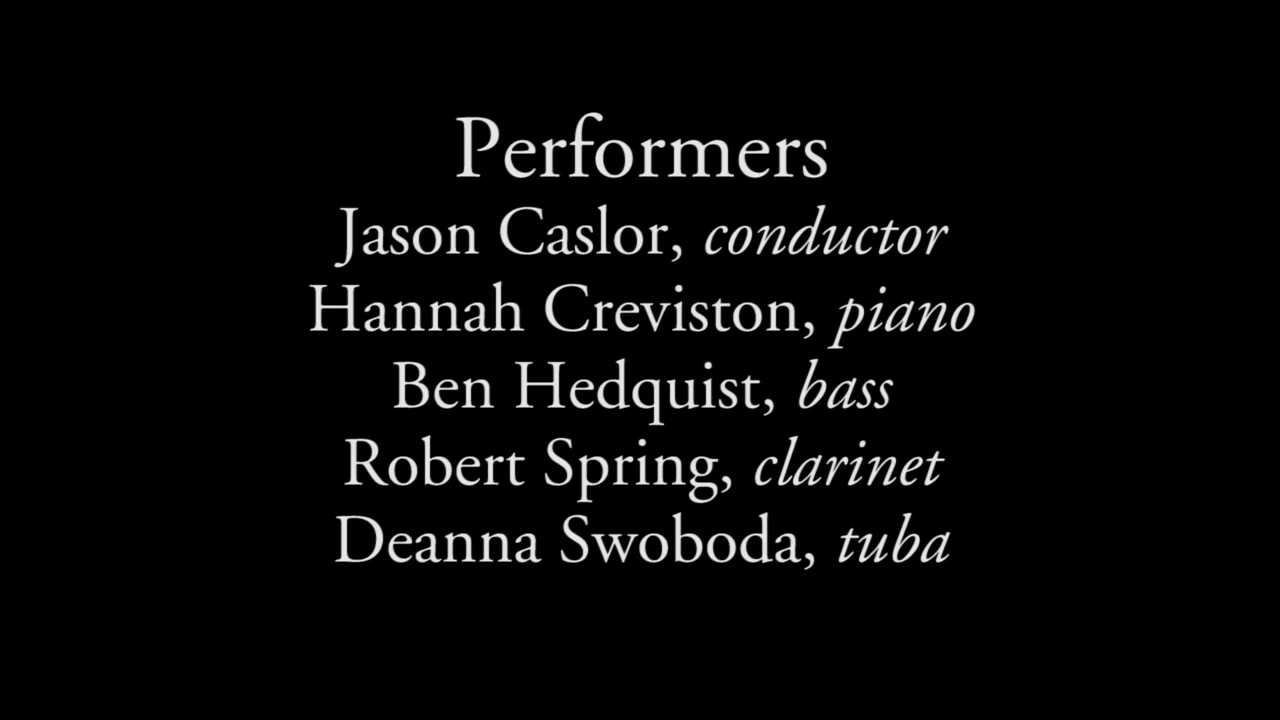 Performers
Jason Caslor, conductor
Hannah Creviston, piano
Ben Hedquist, bass
Robert Spring, clarinet
Deanna Swoboda, tuba